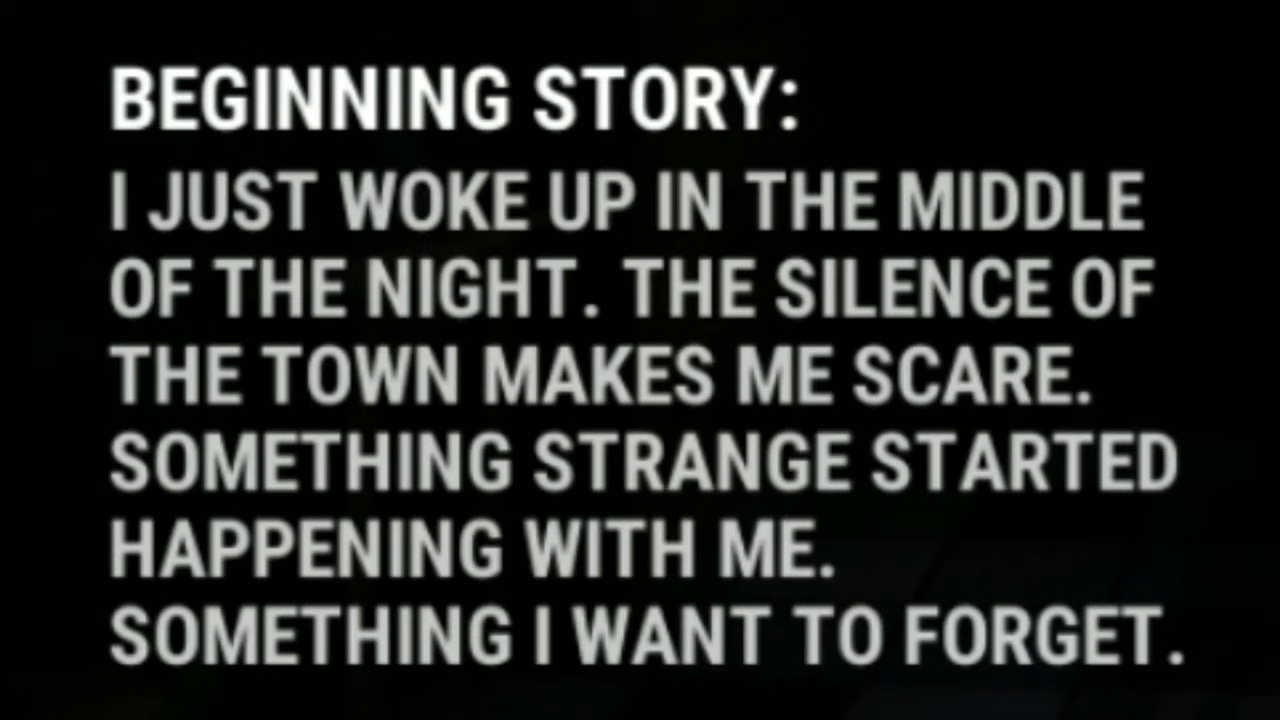 BEGINNING STORY:
I JUST WOKE UP IN THE MIDDLE
OF THE NIGHT. THE SILENCE OF
THE TOWN MAKES ME SCARE.
SOMETHING STRANGE STARTED
HAPPENING WITH ME.
SOMETHING I WANT TO FORGET.